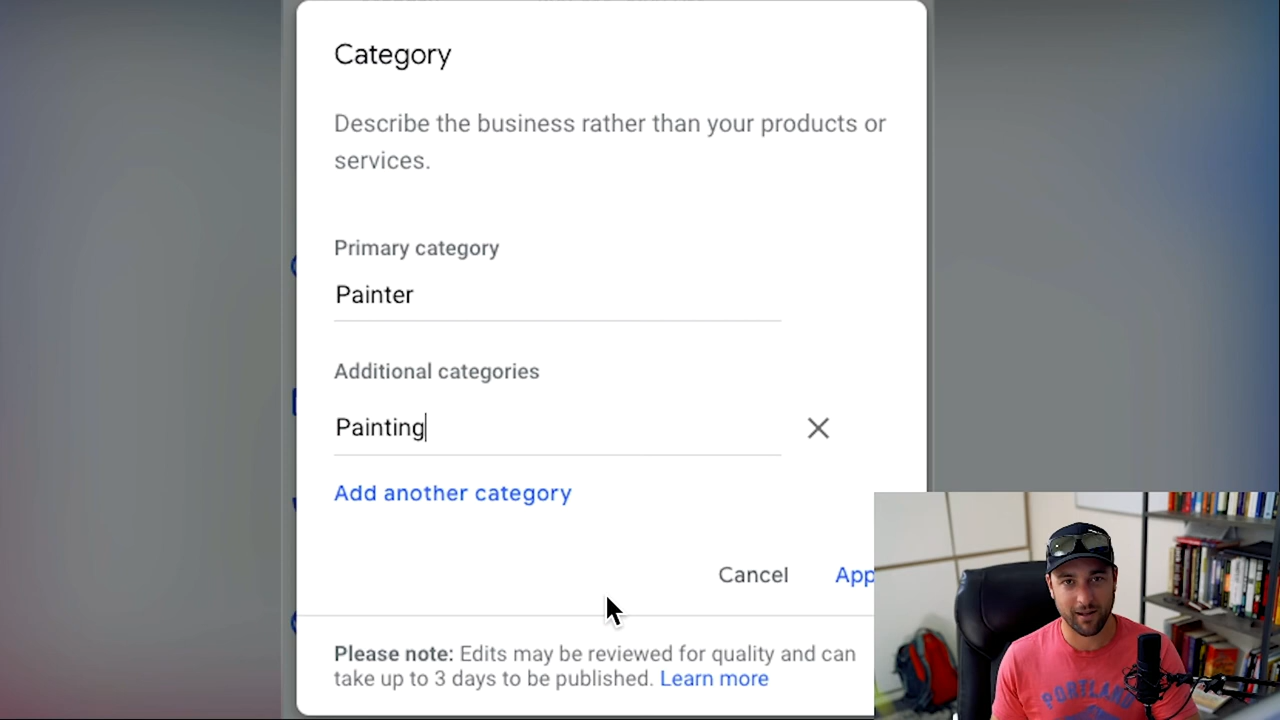 Category
Describe the business rather than your products or
services.
Primary category
Painter
Additional categories
Painting
Add another category
Cancel
App
Please note: Edits may be reviewed for quality and can
take up to 3 days to be published. Learn more
PORTLAND